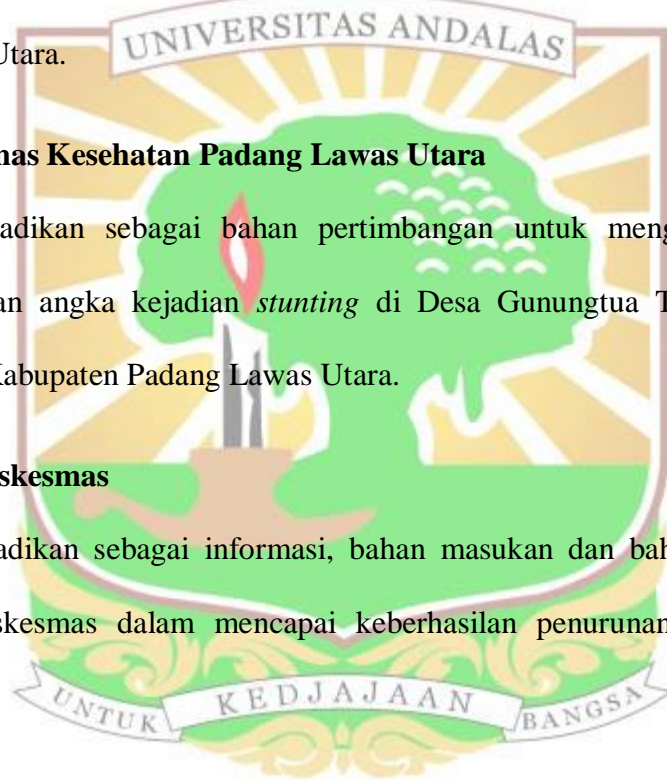 UNIVERSITAS ANDALAS
Utara.
nas Kesehatan Padang Lawas Utara
adikan sebagai bahan pertimbangan untuk meng
an angka kejadian stunting di Desa Gunungtua T
Kabupaten Padang Lawas Utara.
skesmas
adikan sebagai informasi, bahan masukan dan bah
skesmas dalam mencapai keberhasilan penurunan
UNTUK KEDJAJAAN BANGSA